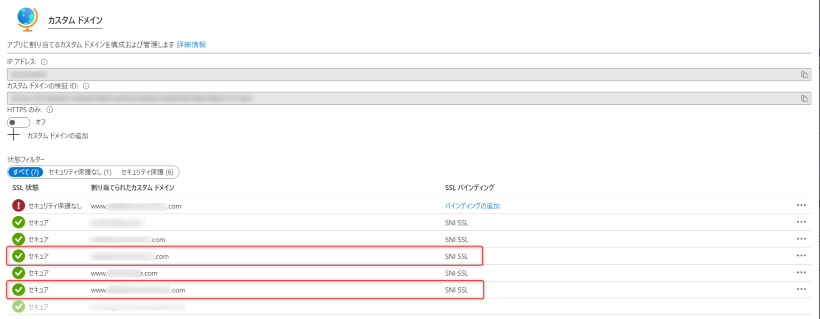 カスタム ドメイン
アプリに割り当てるカスタム ドメインを構成および管理します 詳細情報
IP アドレス:
カスタム ドメインの検証 ID:
HTTPS のみ:
オフ
カスタム ドメインの追加
状態フィルター
すべて (7) セキュリティ保護なし (1) セキュリティ保護 (6)
SSL 状態 割り当てられたカスタム ドメイン SSL バインディング
セキュリティ保護なし www. .com バインディングの追加
セキュア SNI SSL
セキュア .com SNI SSL
セキュア .com SNI SSL
セキュア www. .com SNI SSL
セキュア www. .com SNI SSL
セキュア SNI SSL